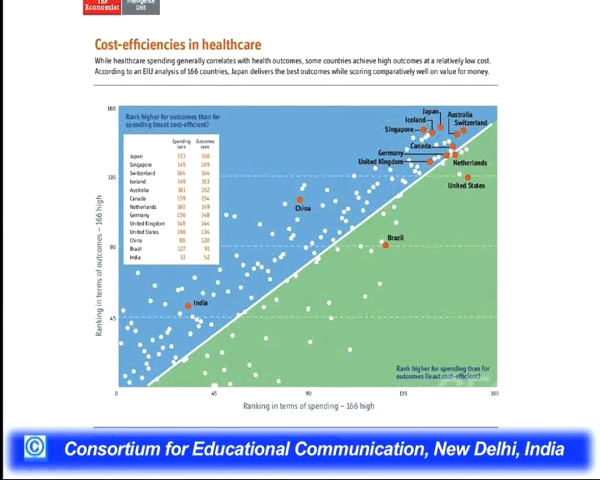 The Economist
Intelligence Unit
Cost-efficiencies in healthcare
While healthcare spending generally correlates with health outcomes, some countries achieve high outcomes at a relatively low cost.
According to an EIU analysis of 166 countries, Japan delivers the best outcomes while scoring comparatively well on value for money.
Rank higher for outcomes than for
spending (most cost-efficient)
Spending rank Outcomes rank
Japan 153 166
Singapore 145 165
Switzerland 164 164
Iceland 149 163
Australia 161 162
Canada 159 154
Netherlands 160 149
Germany 156 148
United Kingdom 148 144
United States 166 134
China 86 120
Brazil 127 91
India 33 52
Japan
Australia
Iceland
Switzerland
Singapore
Canada
Germany
Netherlands
United Kingdom
United States
China
Brazil
India
Rank higher for spending than for
outcomes (least cost-efficient)
180
135
90
45
0 45 90 135 180
Ranking in terms of outcomes – 166 high
Ranking in terms of spending – 166 high
© Consortium for Educational Communication, New Delhi, India